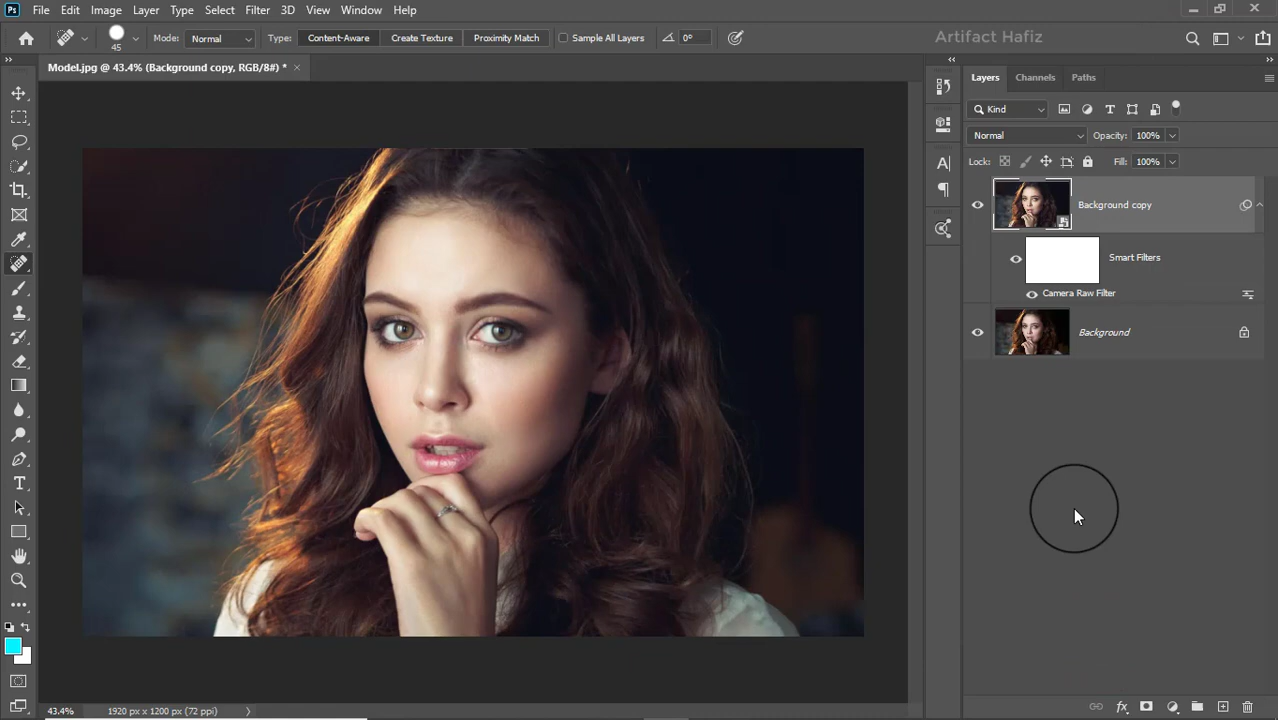 Ps File Edit Image Layer Type Select Filter 3D View Window Help
45 Mode: Normal Type: Content-Aware Create Texture Proximity Match Sample All Layers 0° Artifact Hafiz
Model.jpg @ 43.4% (Background copy, RGB/8#) *
Layers Channels Paths
Kind
Normal Opacity: 100%
Lock: Fill: 100%
Background copy
Smart Filters
Camera Raw Filter
Background
43.4% 1920 px x 1200 px (72 ppi)